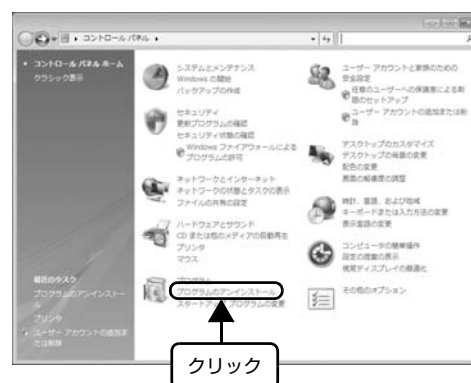 コントロール パネル
コントロール パネル ホーム
クラシック表示
システムとメンテナンス
Windows の開始
バックアップの作成
セキュリティ
更新プログラムの確認
セキュリティ状態の確認
Windows ファイアウォールによる
プログラムの許可
ネットワークとインターネット
ネットワークの状態とタスクの表示
ファイルの共有の設定
ハードウェアとサウンド
CD または他のメディアの自動再生
プリンタ
マウス
プログラム
プログラムのアンインストール
スタートアップ プログラムの変更
ユーザー アカウントと家族のための
安全設定
任意のユーザーへの保護者による制
限のセットアップ
ユーザー アカウントの追加または削
除
デスクトップのカスタマイズ
デスクトップの背景の変更
配色の変更
画面の解像度の調整
時計、言語、および地域
キーボードまたは入力方法の変更
表示言語の変更
コンピュータの簡単操作
設定の提案の表示
視覚ディスプレイの最適化
その他のオプション
最近のタスク
プログラムのアンインストー
ル
プリンタ
ユーザー アカウントの追加ま
たは削除
クリック